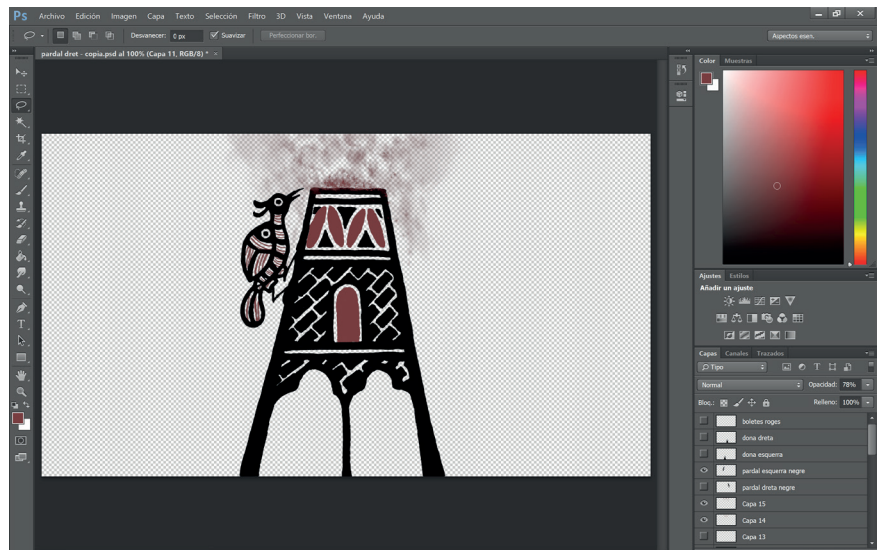 Ps Archivo Edición Imagen Capa Texto Selección Filtro 3D Vista Ventana Ayuda
Desvanecer: 0 px Suavizar Perfeccionar bor. Aspectos esen.
pardal dret - copia.psd al 100% (Capa 11, RGB/8) * ×
Color Muestras
Ajustes Estilos
Añadir un ajuste
Capas Canales Trazados
Tipo
Normal Opacidad: 78%
Bloq.: Relleno: 100%
boletes roges
dona dreta
dona esquerra
pardal esquerra negre
pardal dreta negre
Capa 15
Capa 14
Capa 13